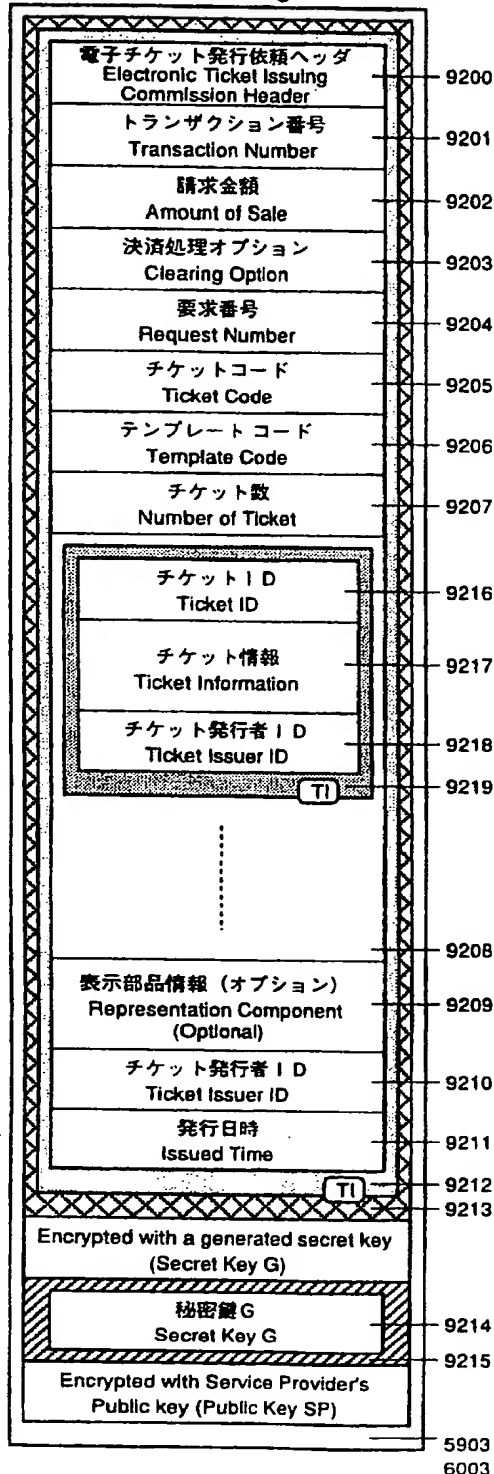 電子チケット発行依頼ヘッダ
Electronic Ticket Issuing
Commission Header
9200
トランザクション番号
Transaction Number
9201
請求金額
Amount of Sale
9202
決済処理オプション
Clearing Option
9203
要求番号
Request Number
9204
チケットコード
Ticket Code
9205
テンプレート コード
Template Code
9206
チケット数
Number of Ticket
9207
チケットID
Ticket ID
9216
チケット情報
Ticket Information
9217
チケット発行者ID
Ticket Issuer ID
9218
TI
9219
9208
表示部品情報 (オプション)
Representation Component
(Optional)
9209
チケット発行者ID
Ticket Issuer ID
9210
発行日時
Issued Time
9211
TI
9212
9213
Encrypted with a generated secret key
(Secret Key G)
秘密鍵G
Secret Key G
9214
9215
Encrypted with Service Provider's
Public key (Public Key SP)
5903
6003